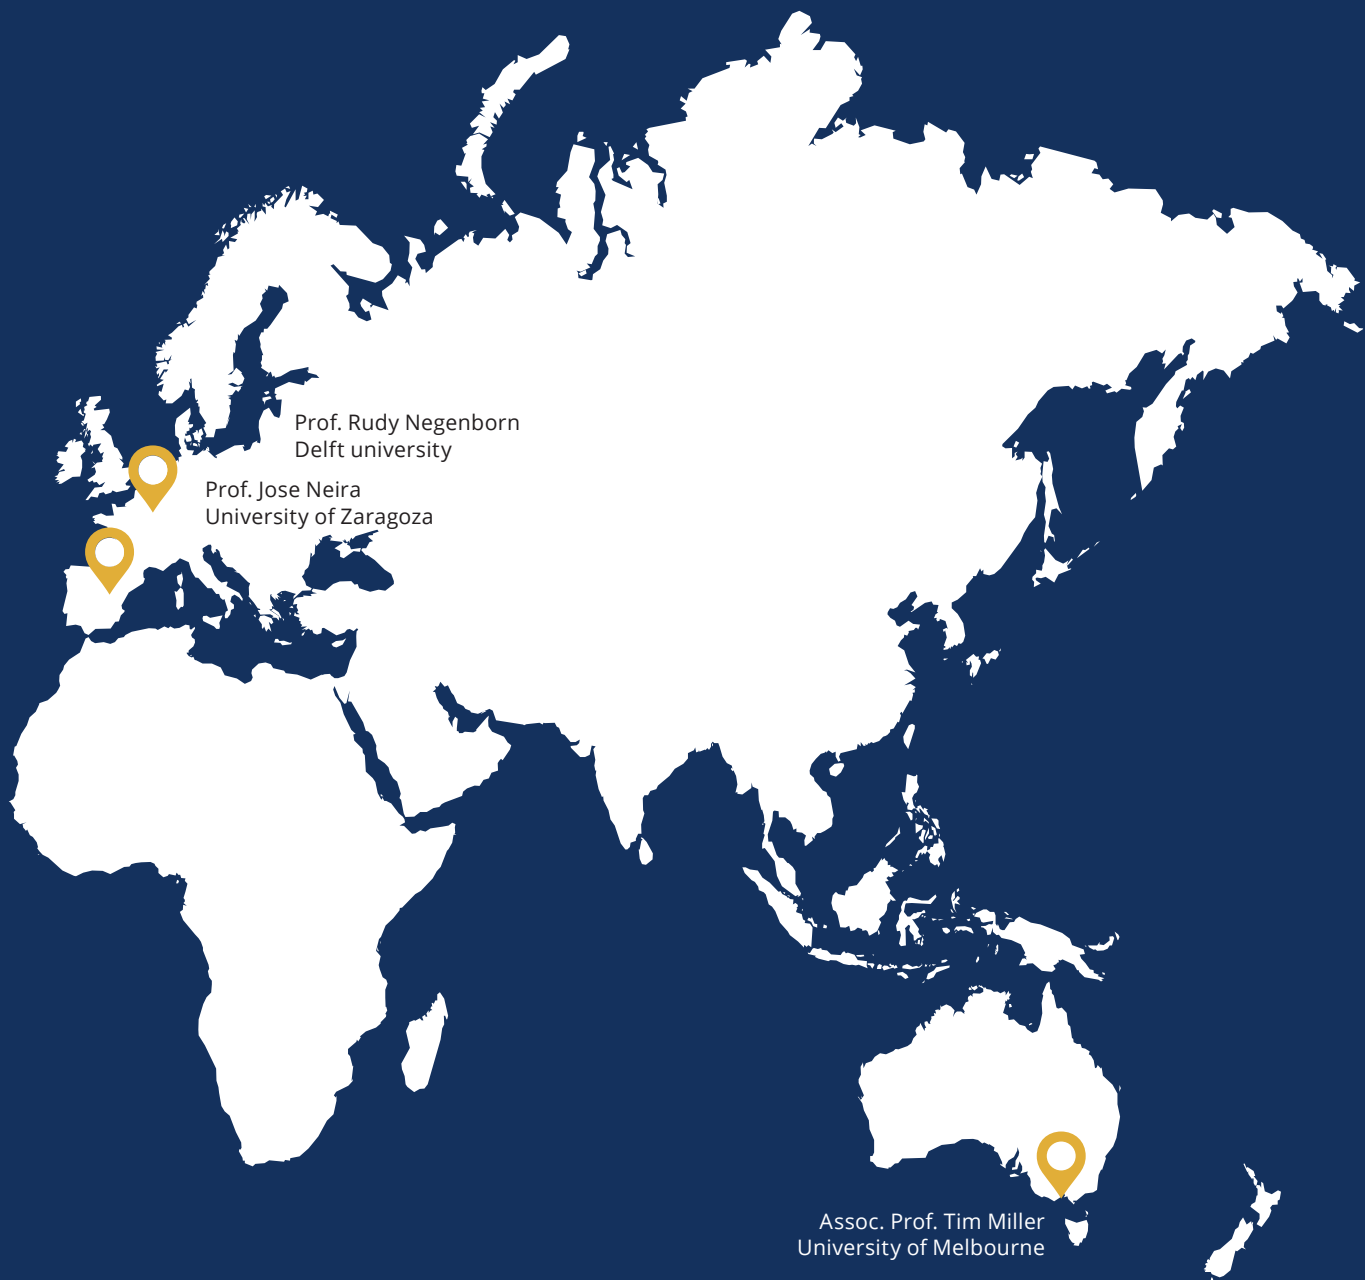 Prof. Rudy Negenborn
Delft university
Prof. Jose Neira
University of Zaragoza
Assoc. Prof. Tim Miller
University of Melbourne